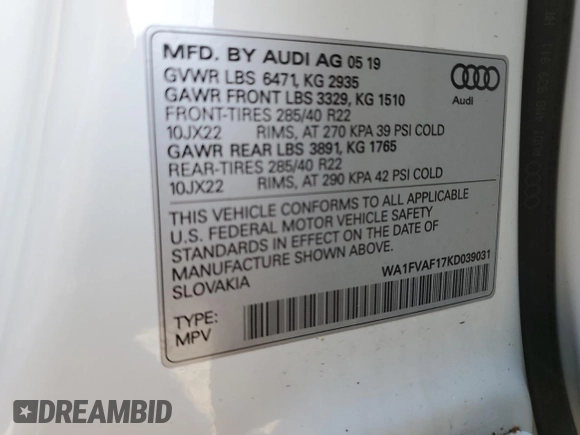 MFD. BY AUDI AG 05 19
GVWR LBS 6471, KG 2935
GAWR FRONT LBS 3329, KG 1510
FRONT-TIRES 285/40 R22
10JX22 RIMS, AT 270 KPA 39 PSI COLD
GAWR REAR LBS 3891, KG 1765
REAR-TIRES 285/40 R22
10JX22 RIMS, AT 290 KPA 42 PSI COLD
Audi
THIS VEHICLE CONFORMS TO ALL APPLICABLE
U.S. FEDERAL MOTOR VEHICLE SAFETY
STANDARDS IN EFFECT ON THE DATE OF
MANUFACTURE SHOWN ABOVE.
SLOVAKIA
WA1FVAF17KD039031
TYPE:
MPV
DREAMBID